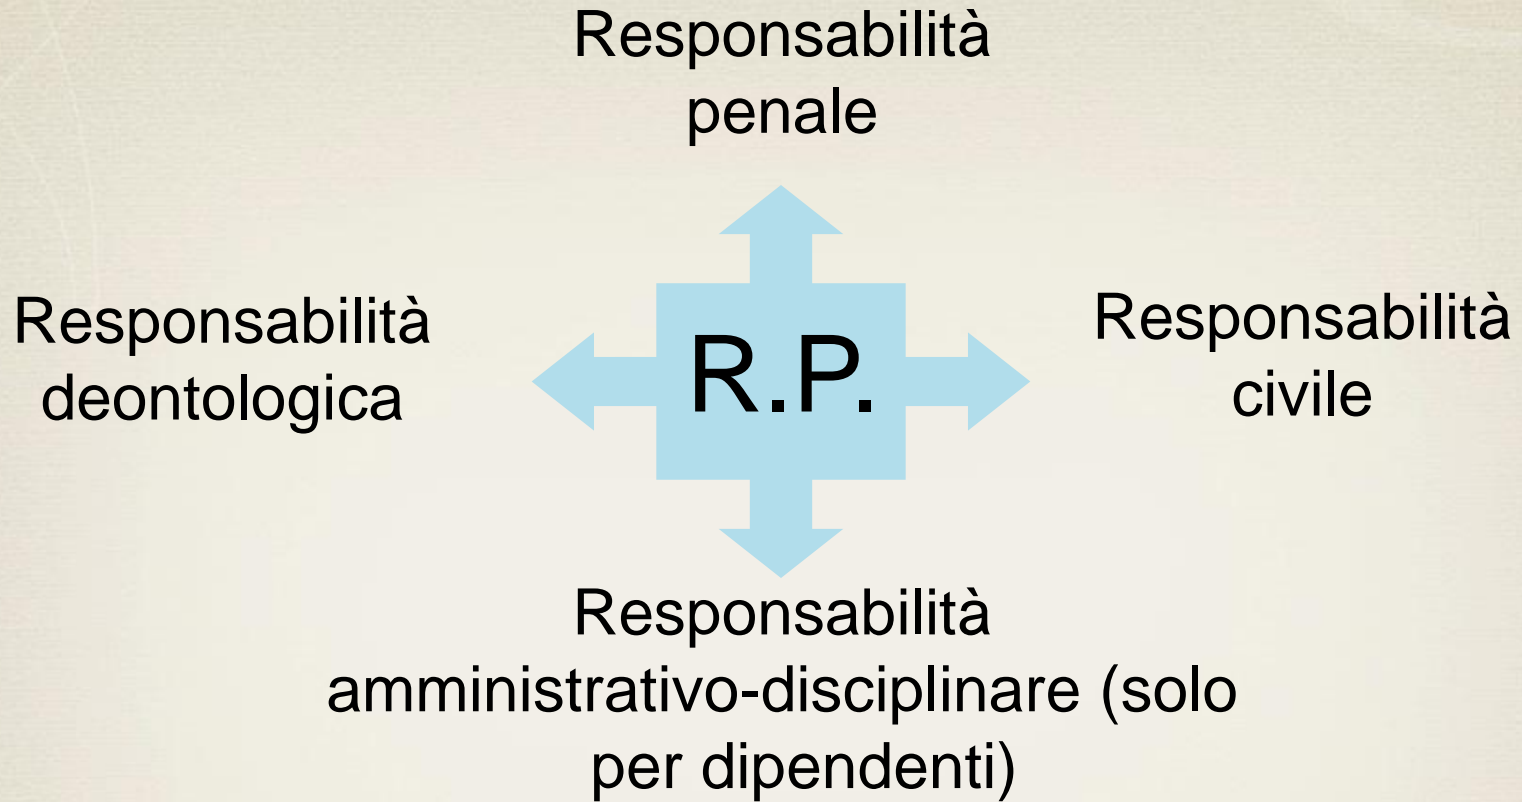 Responsabilità
penale
Responsabilità
deontologica
R.P.
Responsabilità
civile
Responsabilità
amministrativo-disciplinare (solo
per dipendenti)